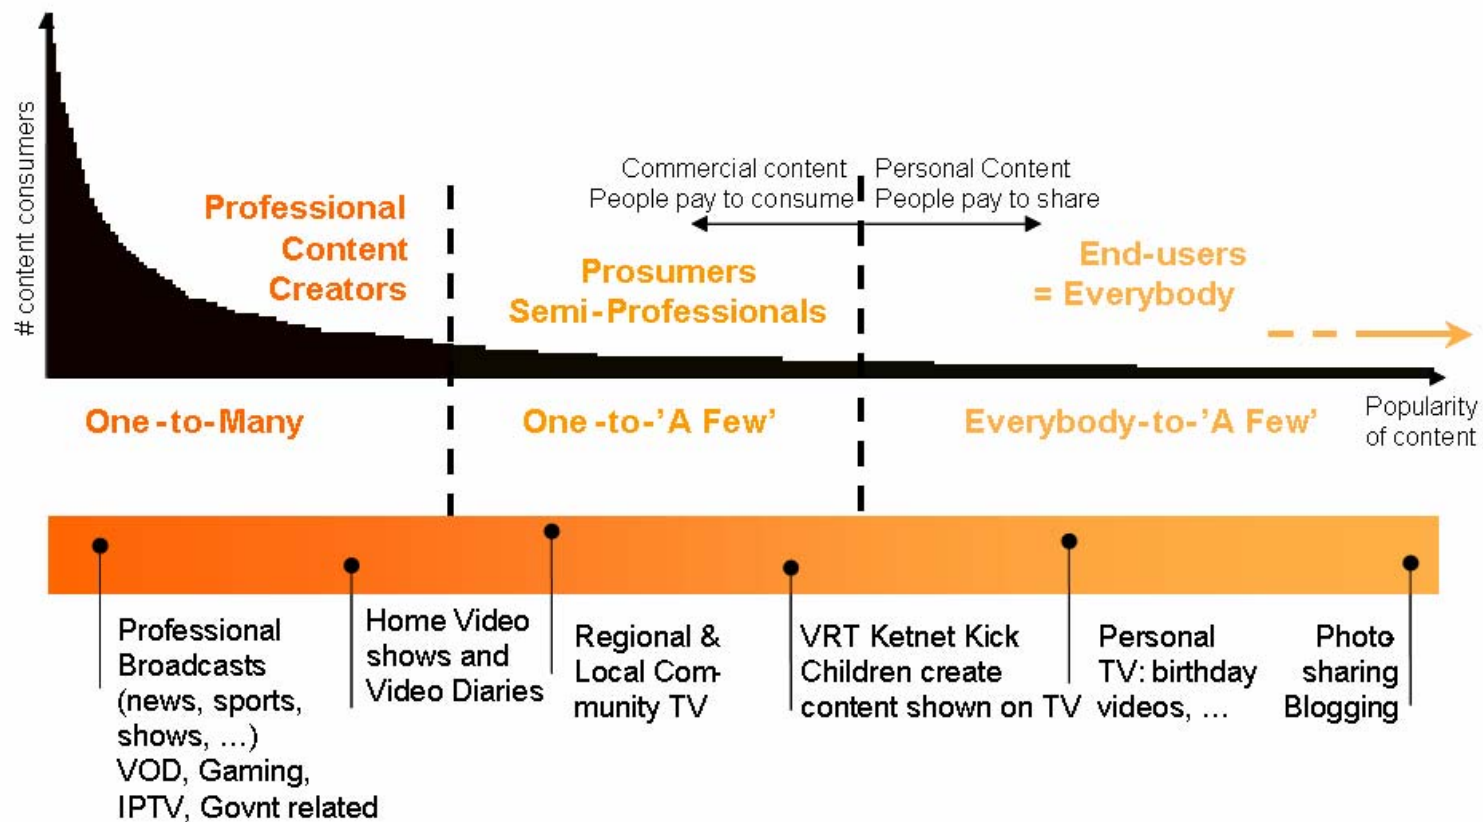 # content consumers
Commercial content
People pay to consume
Personal Content
People pay to share
Professional
Content
Creators
Prosumers
Semi-Professionals
End-users
= Everybody
One-to-Many
One-to-'A Few'
Everybody-to-'A Few'
Popularity
of content
Professional
Broadcasts
(news, sports,
shows, ...)
VOD, Gaming,
IPTV, Govnt related
Home Video
shows and
Video Diaries
Regional &
Local Com-
munity TV
VRT Ketnet Kick
Children create
content shown on TV
Personal
TV: birthday
videos, ...
Photo-
sharing
Blogging